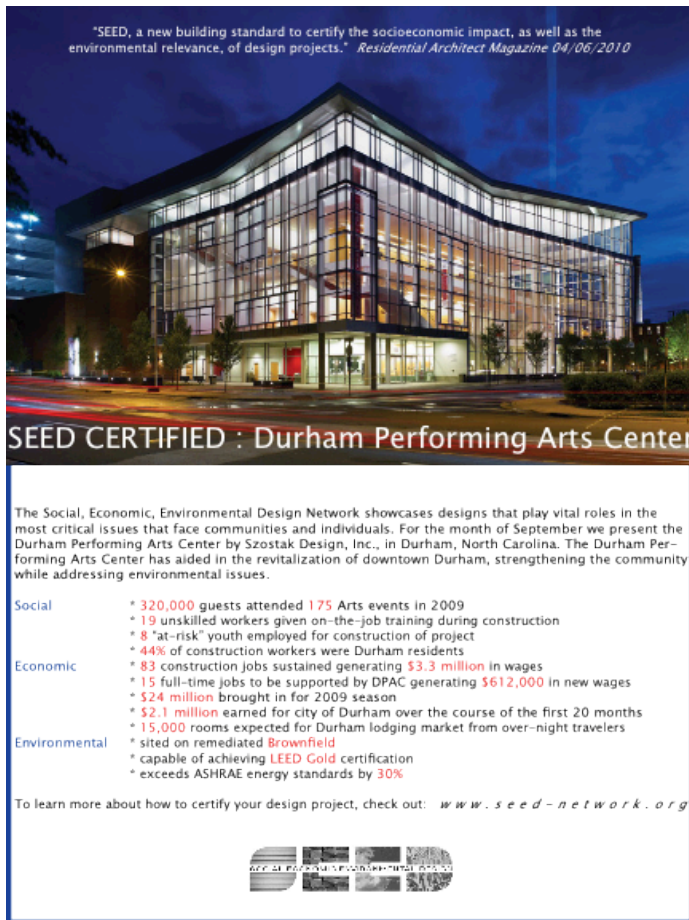 "SEED, a new building standard to certify the socioeconomic impact, as well as the
environmental relevance, of design projects." Residential Architect Magazine 04/06/2010
SEED CERTIFIED : Durham Performing Arts Center
The Social, Economic, Environmental Design Network showcases designs that play vital roles in the
most critical issues that face communities and individuals. For the month of September we present the
Durham Performing Arts Center by Szostak Design, Inc., in Durham, North Carolina. The Durham Per-
forming Arts Center has aided in the revitalization of downtown Durham, strengthening the community
while addressing environmental issues.
Social * 320,000 guests attended 175 Arts events in 2009
* 19 unskilled workers given on-the-job training during construction
* 8 "at-risk" youth employed for construction of project
* 44% of construction workers were Durham residents
Economic * 83 construction jobs sustained generating $3.3 million in wages
* 15 full-time jobs to be supported by DPAC generating $612,000 in new wages
* $24 million brought in for 2009 season
* $2.1 million earned for city of Durham over the course of the first 20 months
* 15,000 rooms expected for Durham lodging market from over-night travelers
Environmental * sited on remediated Brownfield
* capable of achieving LEED Gold certification
* exceeds ASHRAE energy standards by 30%
To learn more about how to certify your design project, check out: www.seed-network.org
SEED
SOCIAL ECONOMIC ENVIRONMENTAL DESIGN